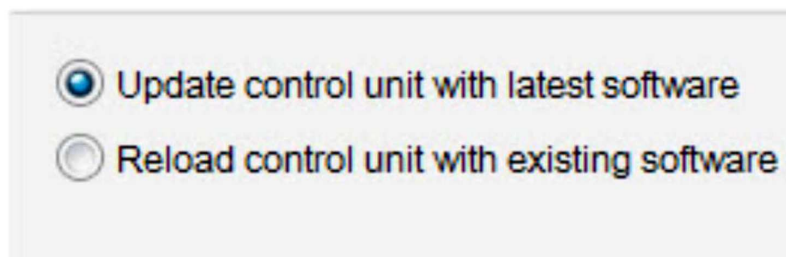 Update control unit with latest software
Reload control unit with existing software